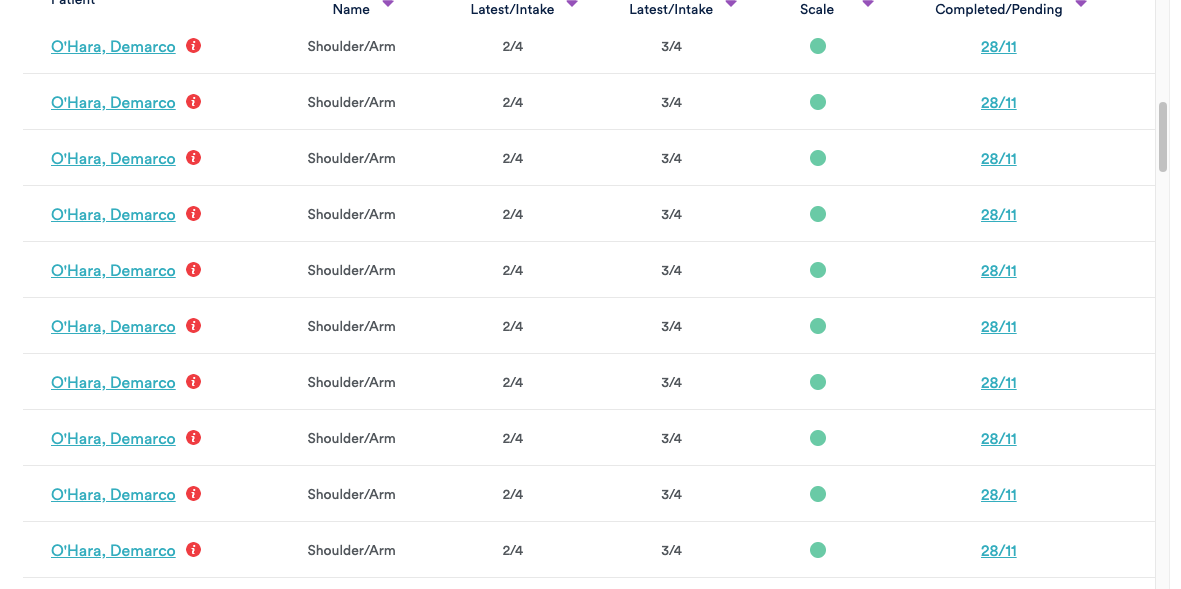 Patient
Name Latest/Intake Latest/Intake Scale Completed/Pending
O'Hara, Demarco i Shoulder/Arm 2/4 3/4 28/11
O'Hara, Demarco i Shoulder/Arm 2/4 3/4 28/11
O'Hara, Demarco i Shoulder/Arm 2/4 3/4 28/11
O'Hara, Demarco i Shoulder/Arm 2/4 3/4 28/11
O'Hara, Demarco i Shoulder/Arm 2/4 3/4 28/11
O'Hara, Demarco i Shoulder/Arm 2/4 3/4 28/11
O'Hara, Demarco i Shoulder/Arm 2/4 3/4 28/11
O'Hara, Demarco i Shoulder/Arm 2/4 3/4 28/11
O'Hara, Demarco i Shoulder/Arm 2/4 3/4 28/11
O'Hara, Demarco i Shoulder/Arm 2/4 3/4 28/11